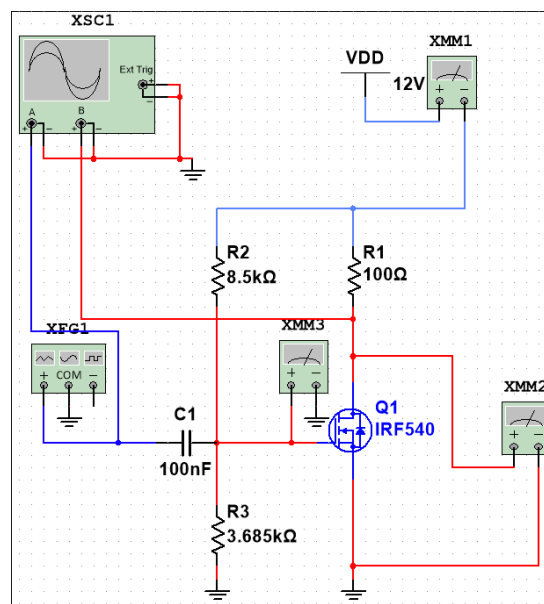 XSC1
Ext Trig
+
−
A
B
+ −
+ −
VDD
12V
XMM1
+ −
R2
8.5kΩ
R1
100Ω
XFG1
+ COM −
XMM3
+ −
C1
100nF
Q1
IRF540
XMM2
+ −
R3
3.685kΩ